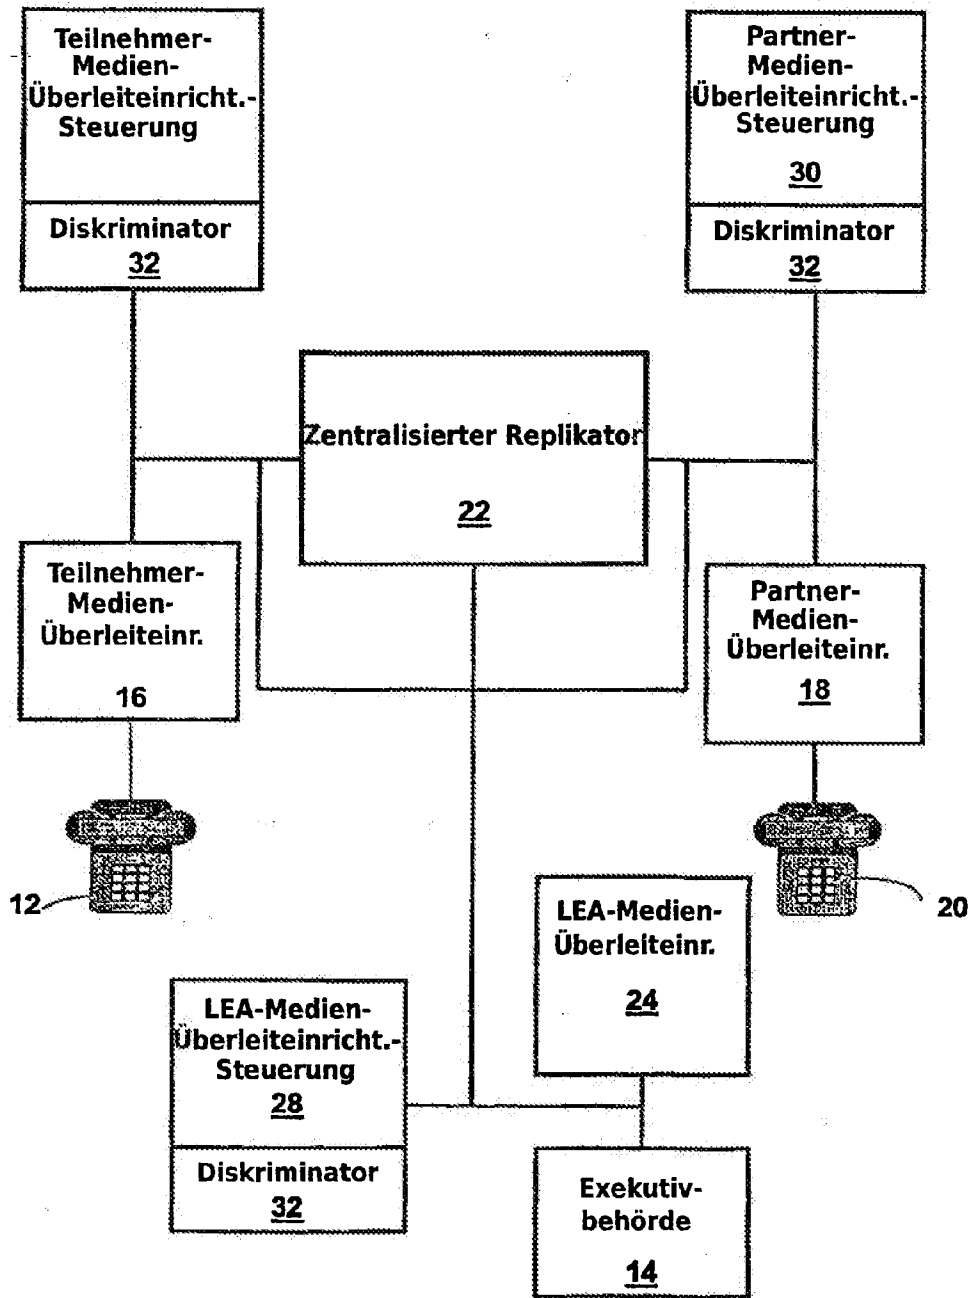 Teilnehmer-
Medien-
Überleiteinricht.-
Steuerung
Diskriminator
32
Partner-
Medien-
Überleiteinricht.-
Steuerung
30
Diskriminator
32
Zentralisierter Replikator
22
Teilnehmer-
Medien-
Überleiteinr.
16
Partner-
Medien-
Überleiteinr.
18
12
20
LEA-Medien-
Überleiteinr.
24
LEA-Medien-
Überleiteinricht.-
Steuerung
28
Diskriminator
32
Exekutiv-
behörde
14